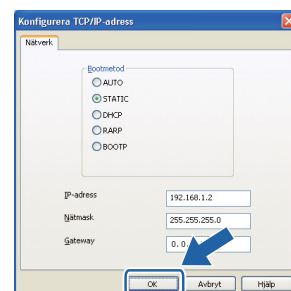 Konfigurera TCP/IP-adress
Nätverk
Bootmetod
AUTO
STATIC
DHCP
RARP
BOOTP
IP-adress 192.168.1.2
Nätmask 255.255.255.0
Gateway 0. 0.
OK Avbryt Hjälp